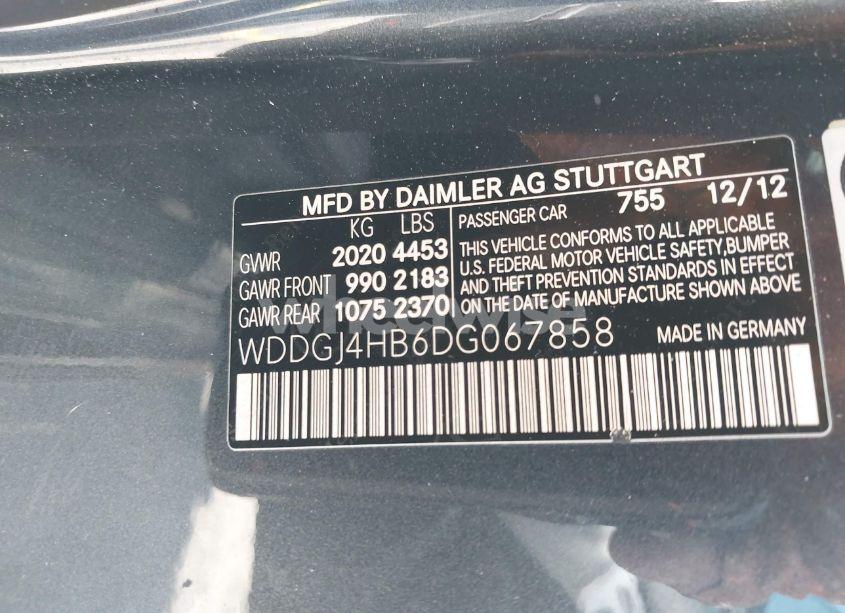 MFD BY DAIMLER AG STUTTGART
KG LBS
GVWR 2020 4453
GAWR FRONT 990 2183
GAWR REAR 1075 2370
PASSENGER CAR 755 12/12
THIS VEHICLE CONFORMS TO ALL APPLICABLE
U.S. FEDERAL MOTOR VEHICLE SAFETY,BUMPER
AND THEFT PREVENTION STANDARDS IN EFFECT
ON THE DATE OF MANUFACTURE SHOWN ABOVE
Wheelwise
WDDGJ4HB6DG067858 MADE IN GERMANY